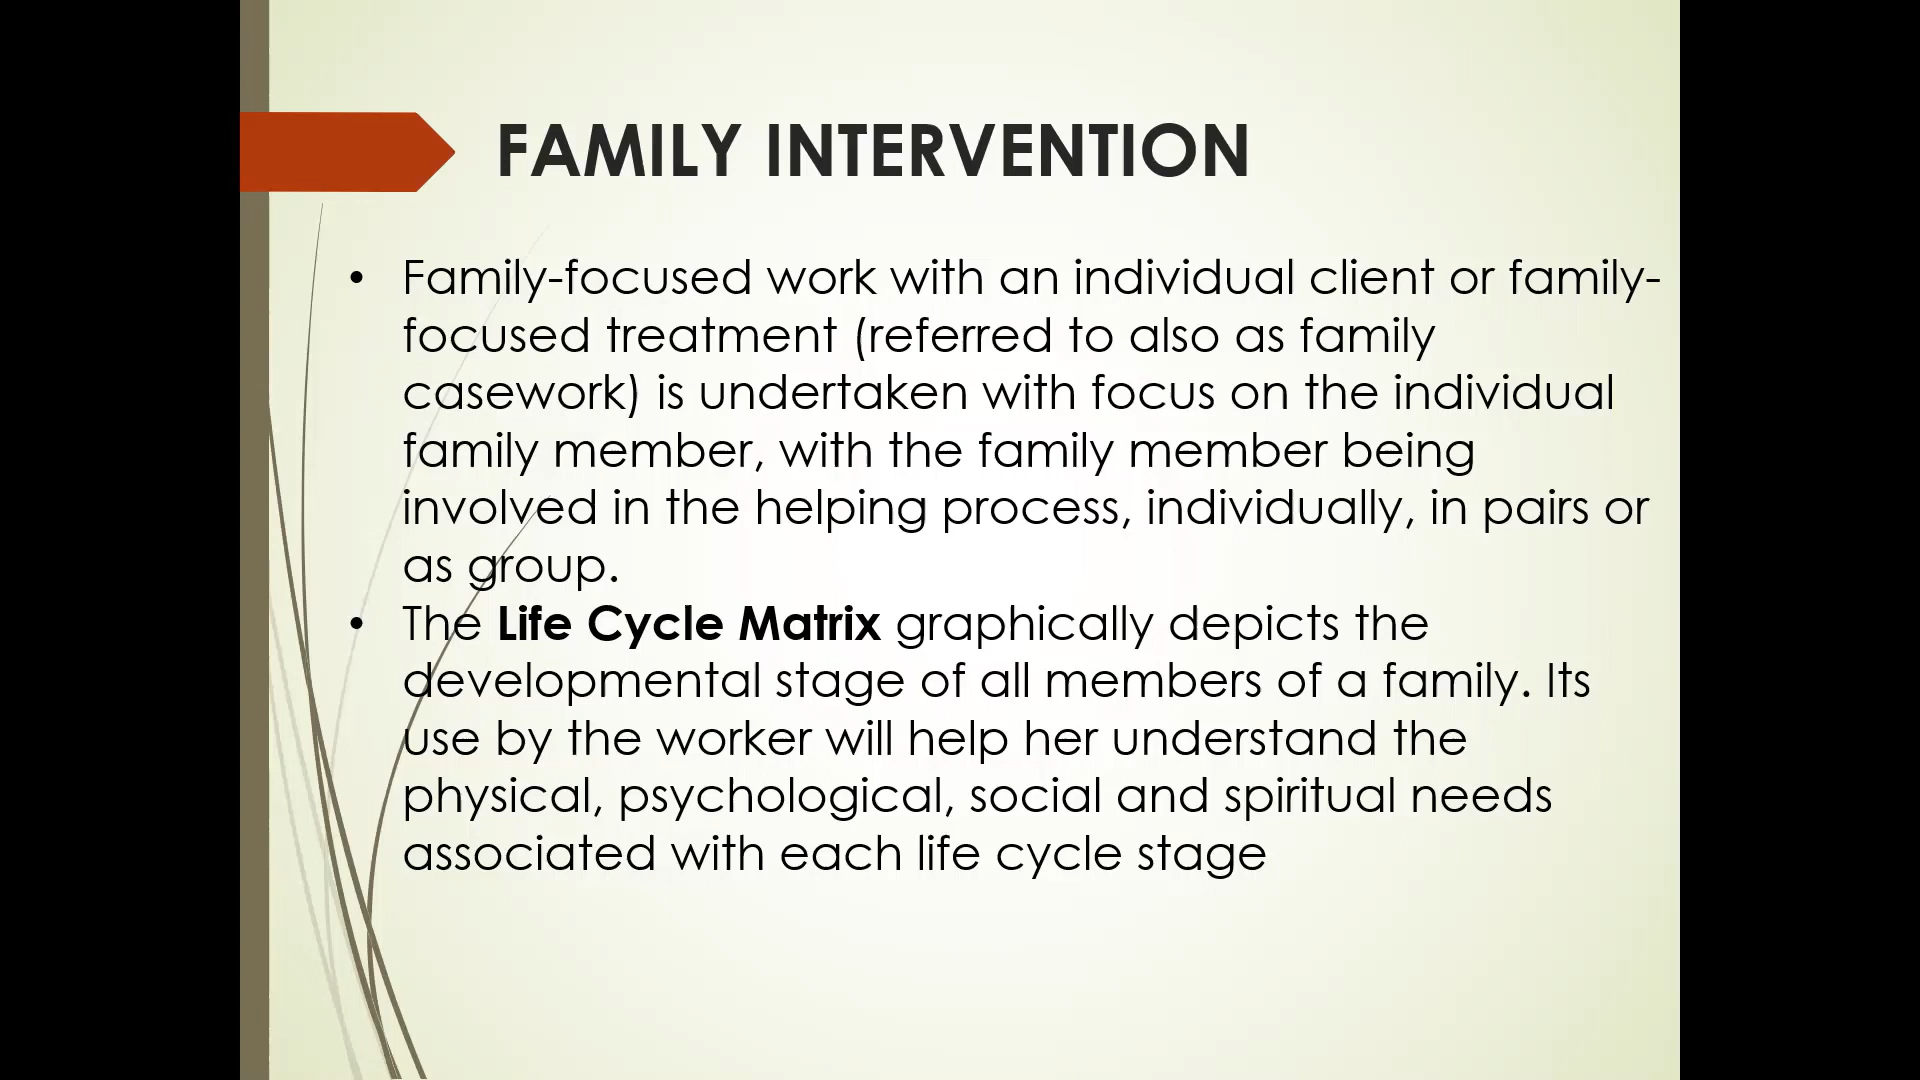 FAMILY INTERVENTION
• Family-focused work with an individual client or family-
focused treatment (referred to also as family
casework) is undertaken with focus on the individual
family member, with the family member being
involved in the helping process, individually, in pairs or
as group.
• The Life Cycle Matrix graphically depicts the
developmental stage of all members of a family. Its
use by the worker will help her understand the
physical, psychological, social and spiritual needs
associated with each life cycle stage